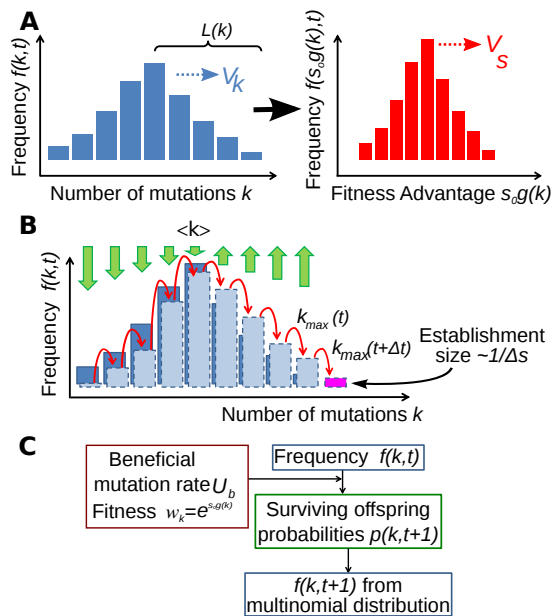 A
L(k)
Frequency f(k,t)
V_k
Number of mutations k
Frequency f(s₀g(k),t)
V_s
Fitness Advantage s₀g(k)
B
<k>
Frequency f(k,t)
k_max(t)
k_max(t+Δt)
Establishment
size ~1/Δs
Number of mutations k
C
Beneficial
mutation rate U_b
Fitness w_k=e^{s₀g(k)}
Frequency f(k,t)
Surviving offspring
probabilities p(k,t+1)
f(k,t+1) from
multinomial distribution